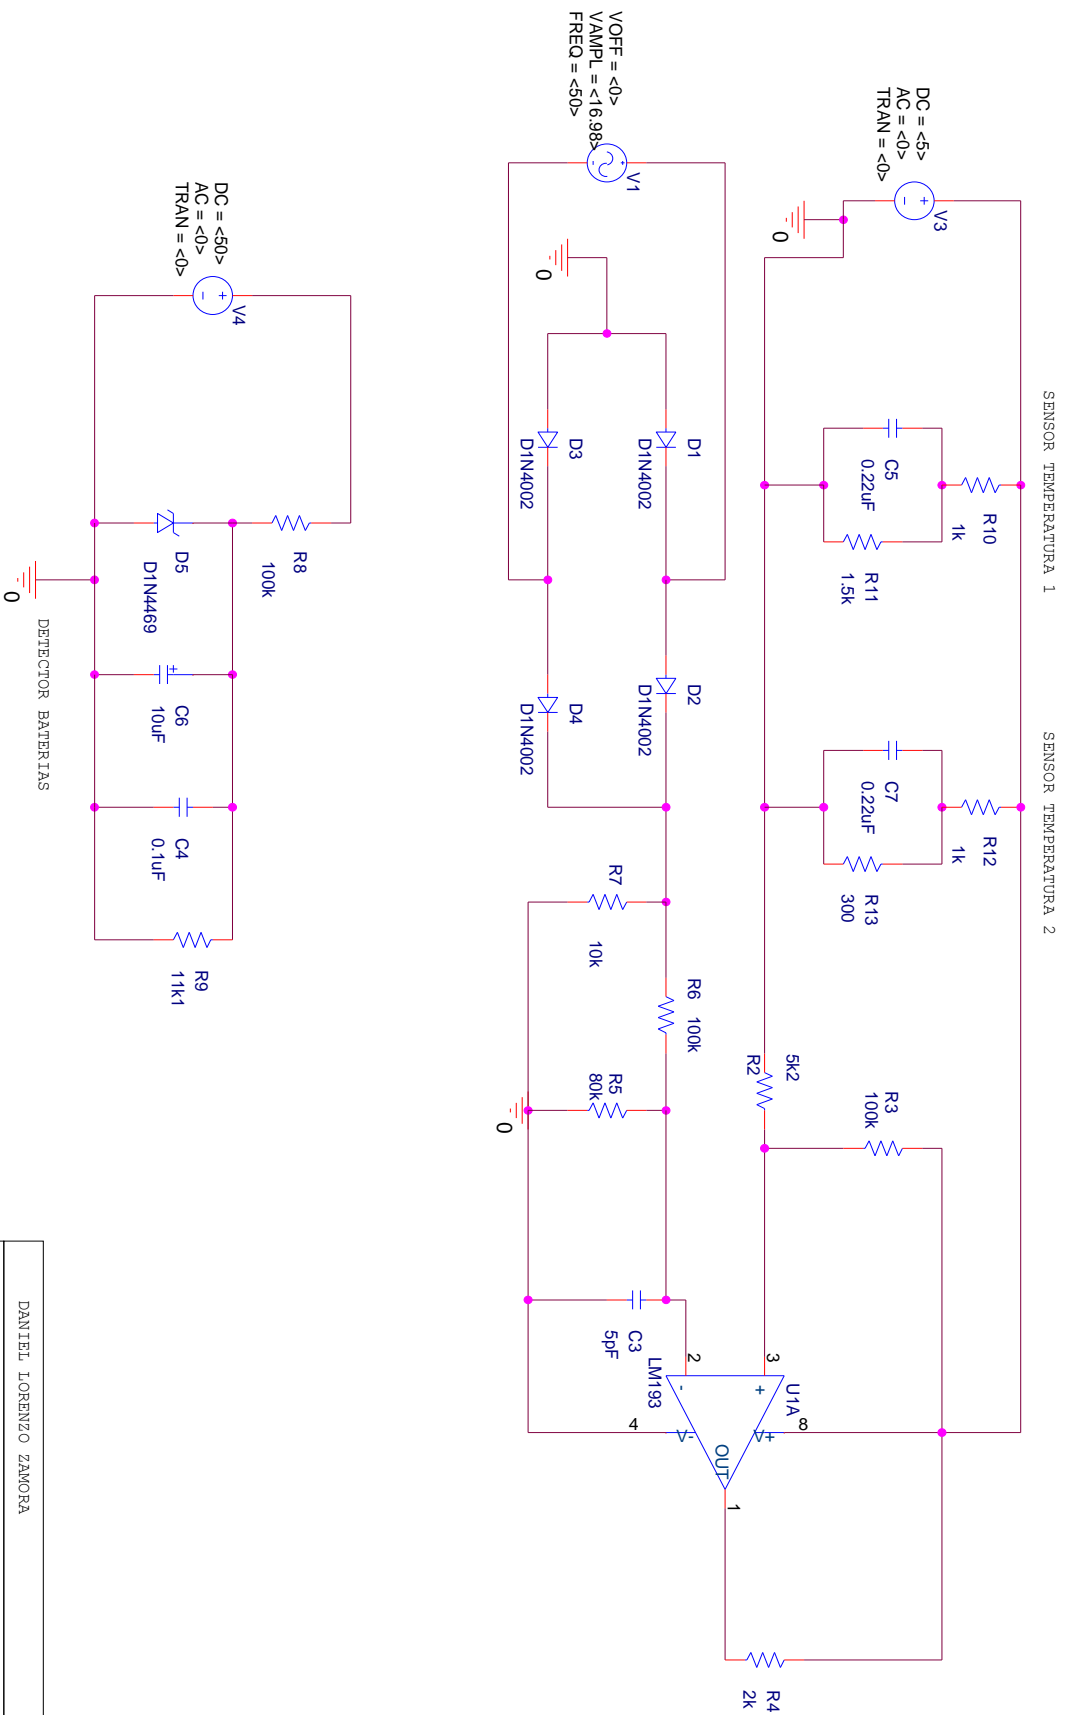 SENSOR TEMPERATURA 1
SENSOR TEMPERATURA 2
DC = <5>
AC = <0>
TRAN = <0>
V3
0
R10
1k
C5
0.22uF
R11
1.5k
R12
1k
C7
0.22uF
R13
300
5k2
R2
R3
100k
VOFF = <0>
VAMPL = <16.98>
FREQ = <50>
V1
0
D1
D1N4002
D3
D1N4002
D2
D1N4002
D4
D1N4002
R7
10k
R6 100k
R5
80k
0
C3
5pF
LM193
U1A
3
2
8
4
1
+
-
V+
V-
OUT
R4
2k
DC = <50>
AC = <0>
TRAN = <0>
V4
R8
100k
D5
D1N4469
C6
10uF
C4
0.1uF
R9
11k1
0
DETECTOR BATERIAS
DANIEL LORENZO ZAMORA